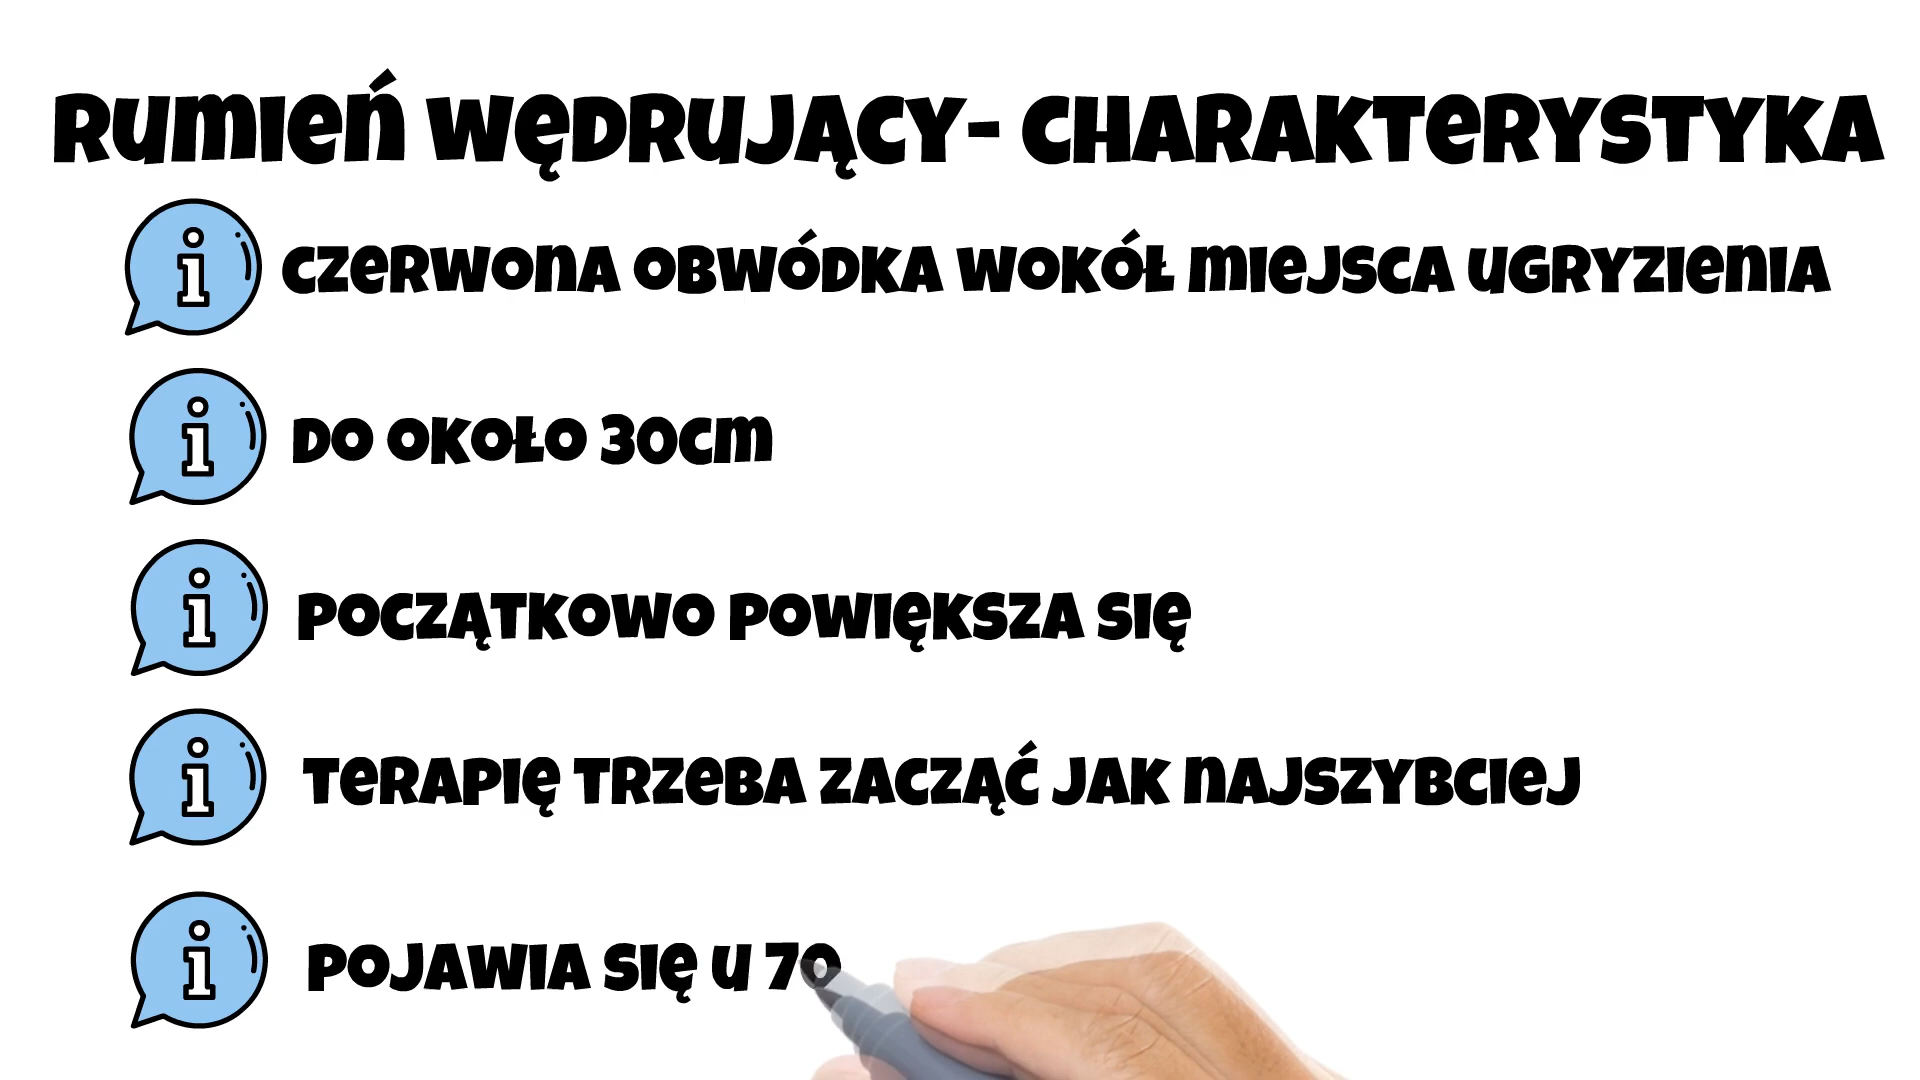 Rumień wędrujący- charakterystyka
i czerwona obwódka wokół miejsca ugryzienia
i do około 30cm
i początkowo powiększa się
i terapię trzeba zacząć jak najszybciej
i pojawia się u 70